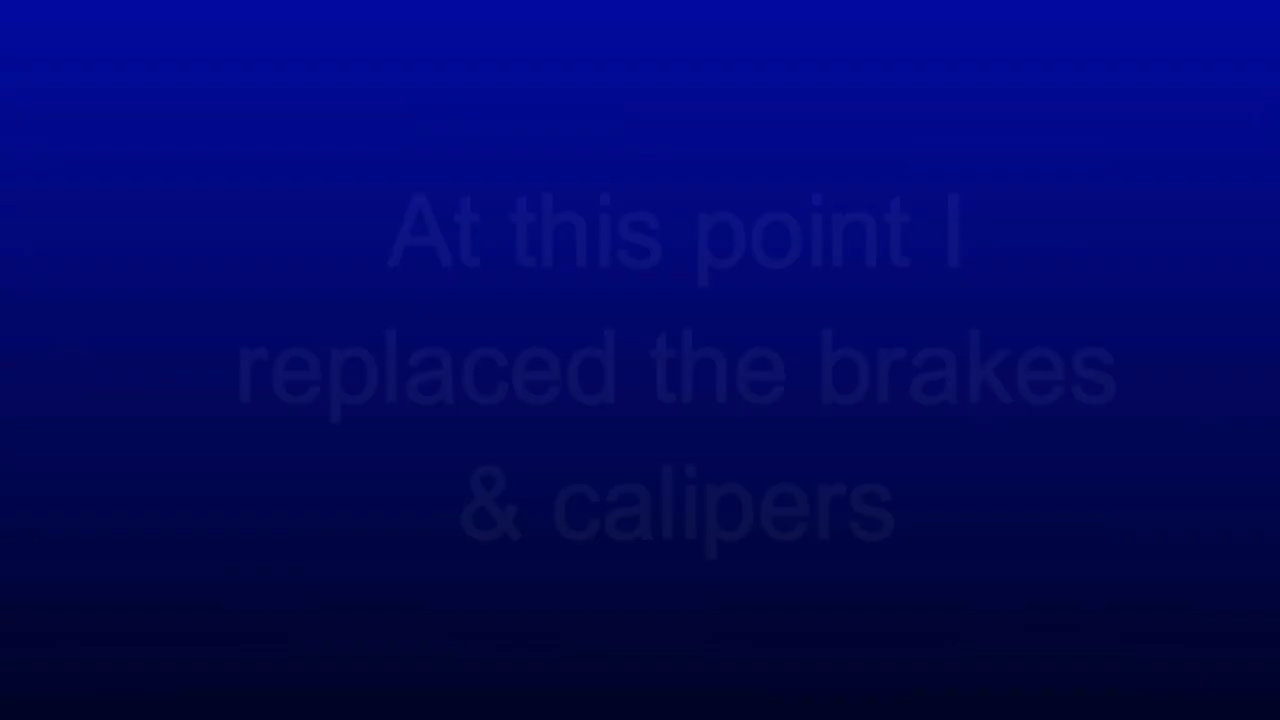 At this point I
replaced the brakes
& calipers